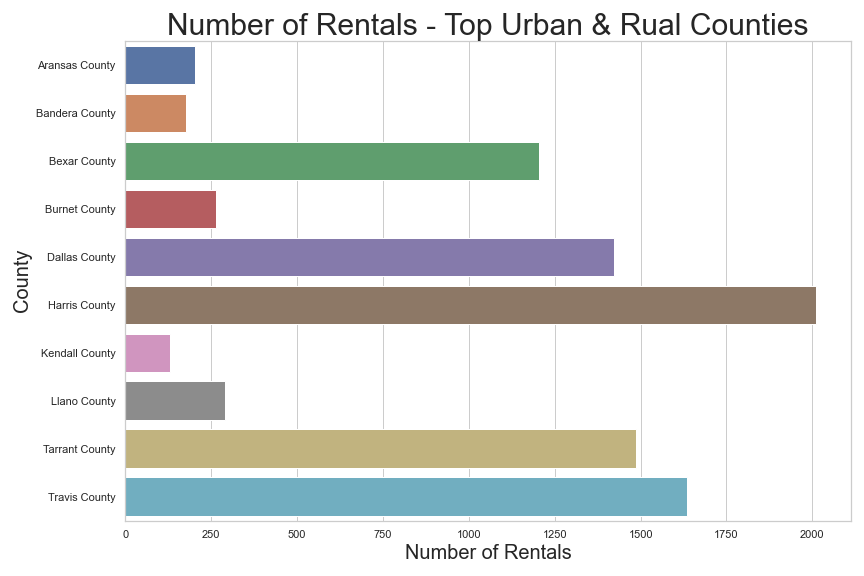 Number of Rentals - Top Urban & Rual Counties
Aransas County
Bandera County
Bexar County
Burnet County
Dallas County
Harris County
Kendall County
Llano County
Tarrant County
Travis County
County
0 250 500 750 1000 1250 1500 1750 2000
Number of Rentals